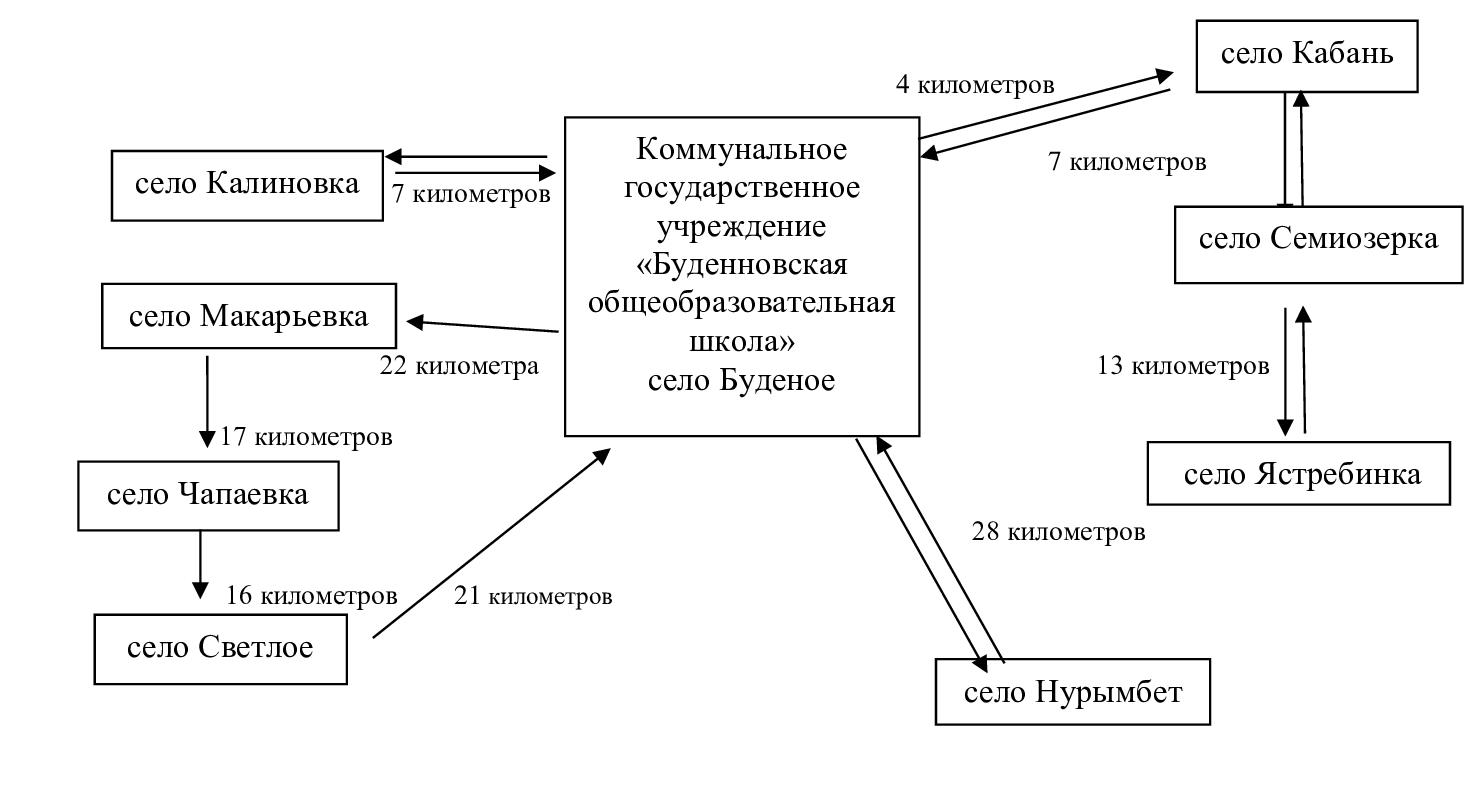 село Кабань
4 километров
Коммунальное
государственное
учреждение
«Буденновская
общеобразовательная
школа»
село Буденое
7 километров
село Калиновка
7 километров
село Семиозерка
село Макарьевка
22 километра
13 километров
17 километров
село Ястребинка
село Чапаевка
28 километров
16 километров
21 километров
село Светлое
село Нурымбет